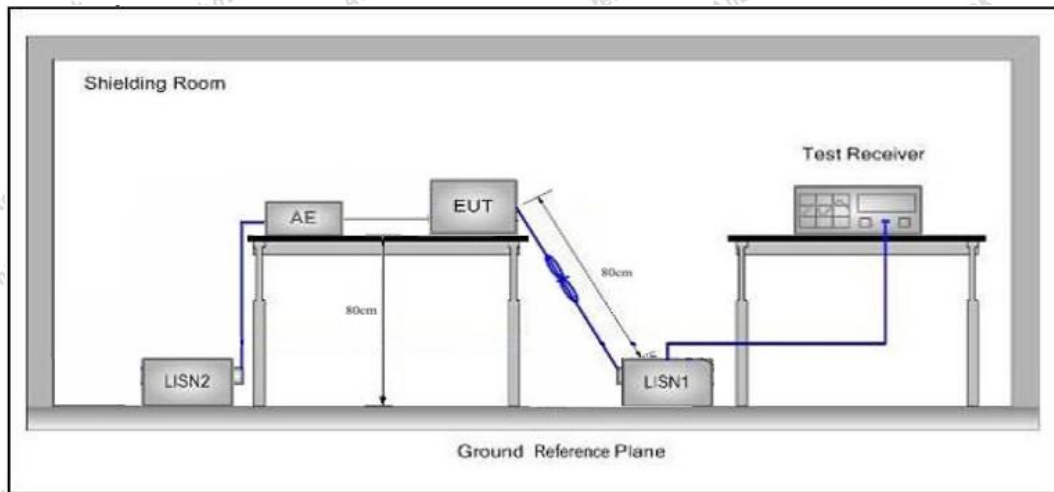 Shielding Room
Test Receiver
AE
EUT
80cm
80cm
LISN2
LISN1
Ground Reference Plane